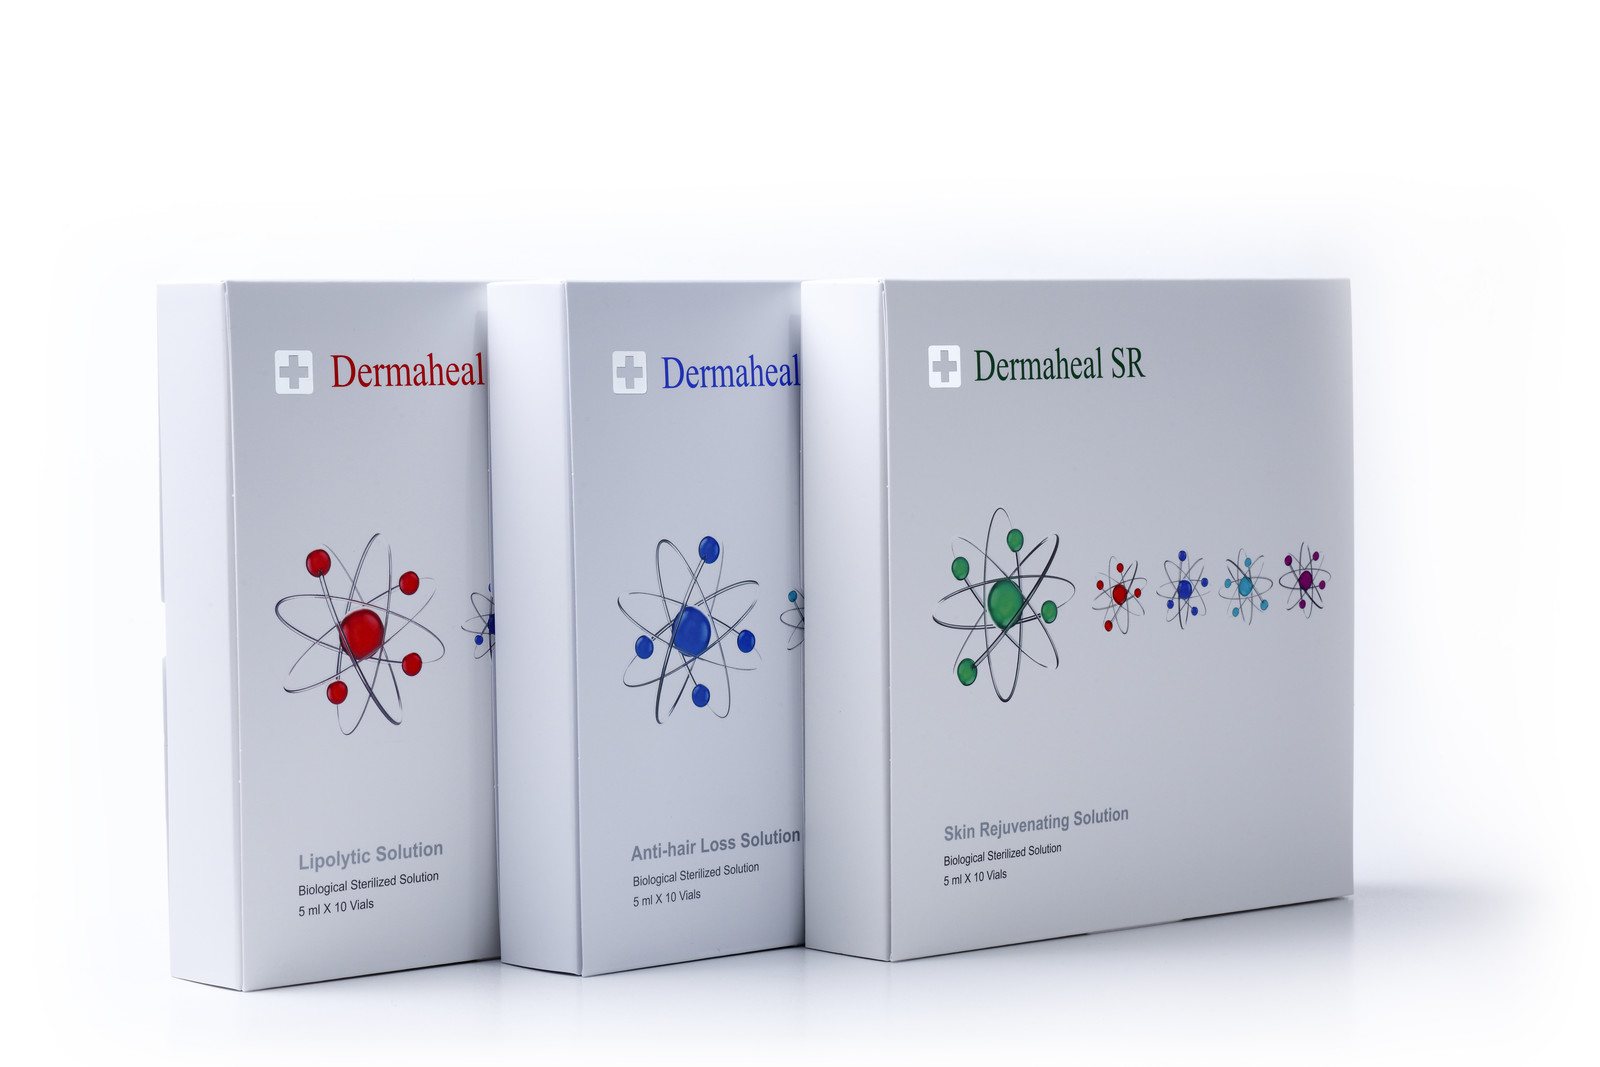 Dermaheal
Lipolytic Solution
Biological Sterilized Solution
5 ml X 10 Vials
Dermaheal
Anti-hair Loss Solution
Biological Sterilized Solution
5 ml X 10 Vials
Dermaheal SR
Skin Rejuvenating Solution
Biological Sterilized Solution
5 ml X 10 Vials